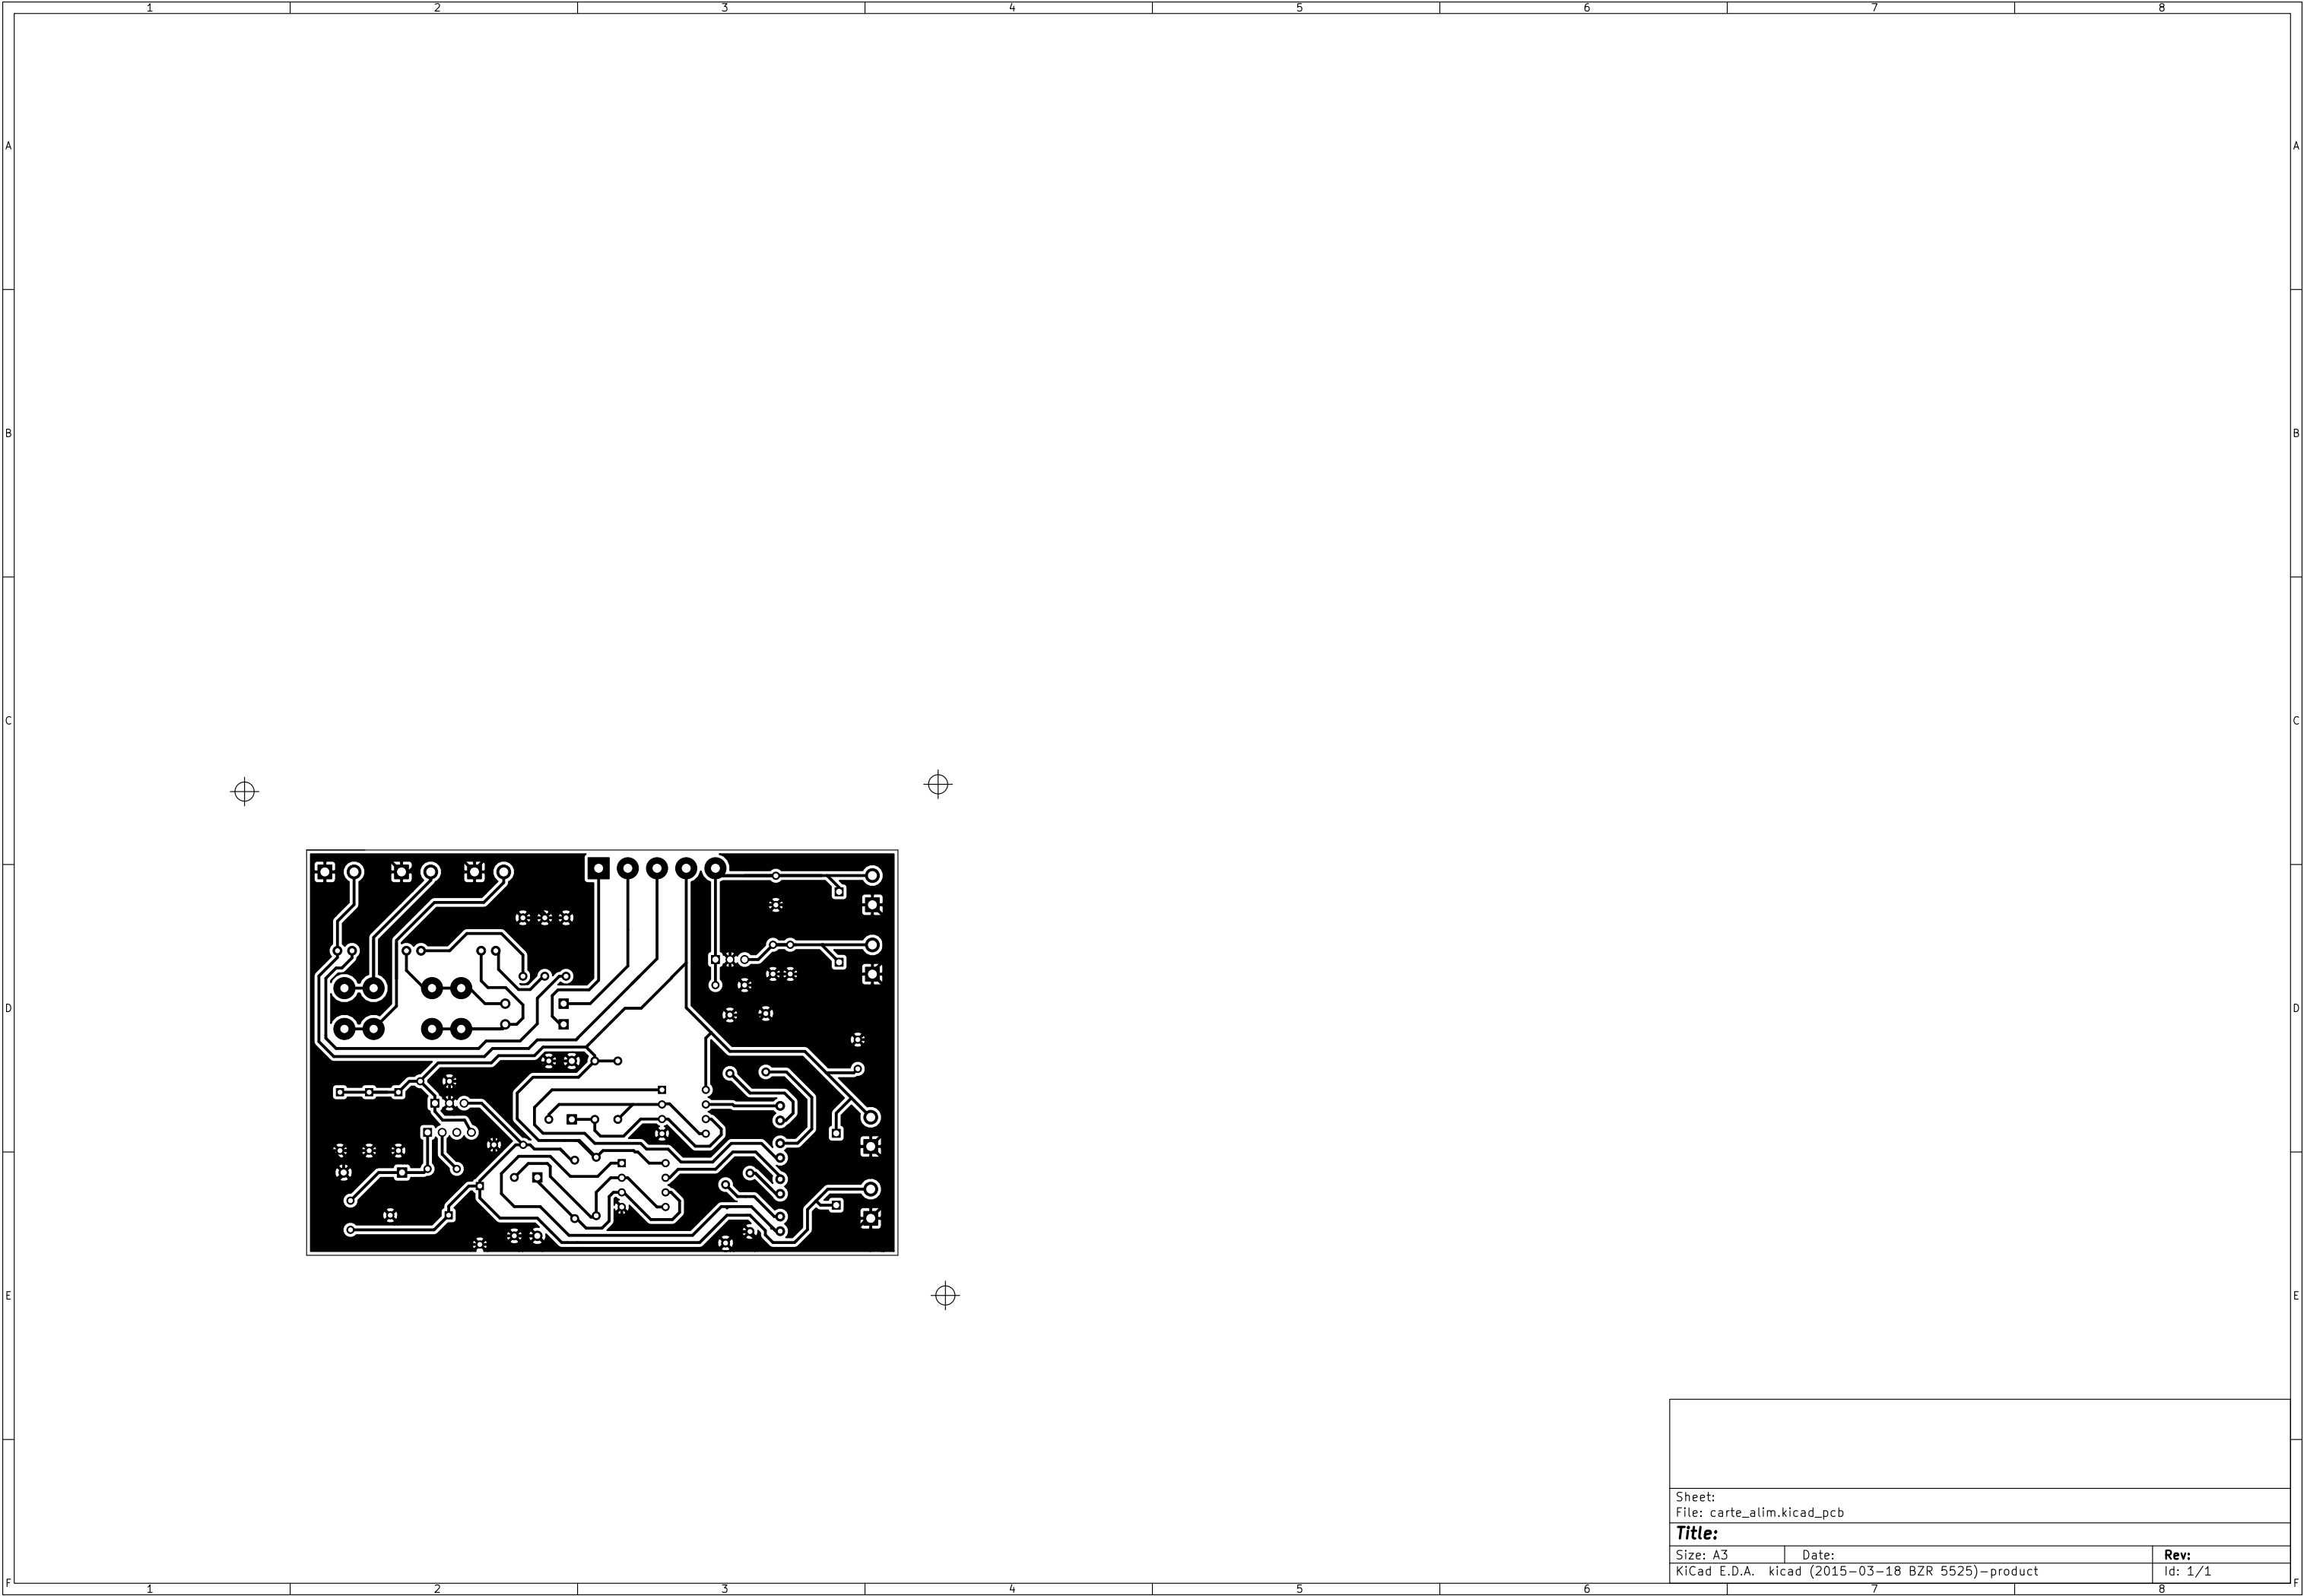 1 2 3 4 5 6 7 8
A A
B B
C C
D D
E E
Sheet:
File: carte_alim.kicad_pcb
Title:
Size: A3 Date: Rev:
KiCad E.D.A. kicad (2015-03-18 BZR 5525)-product Id: 1/1
F F
1 2 3 4 5 6 7 8